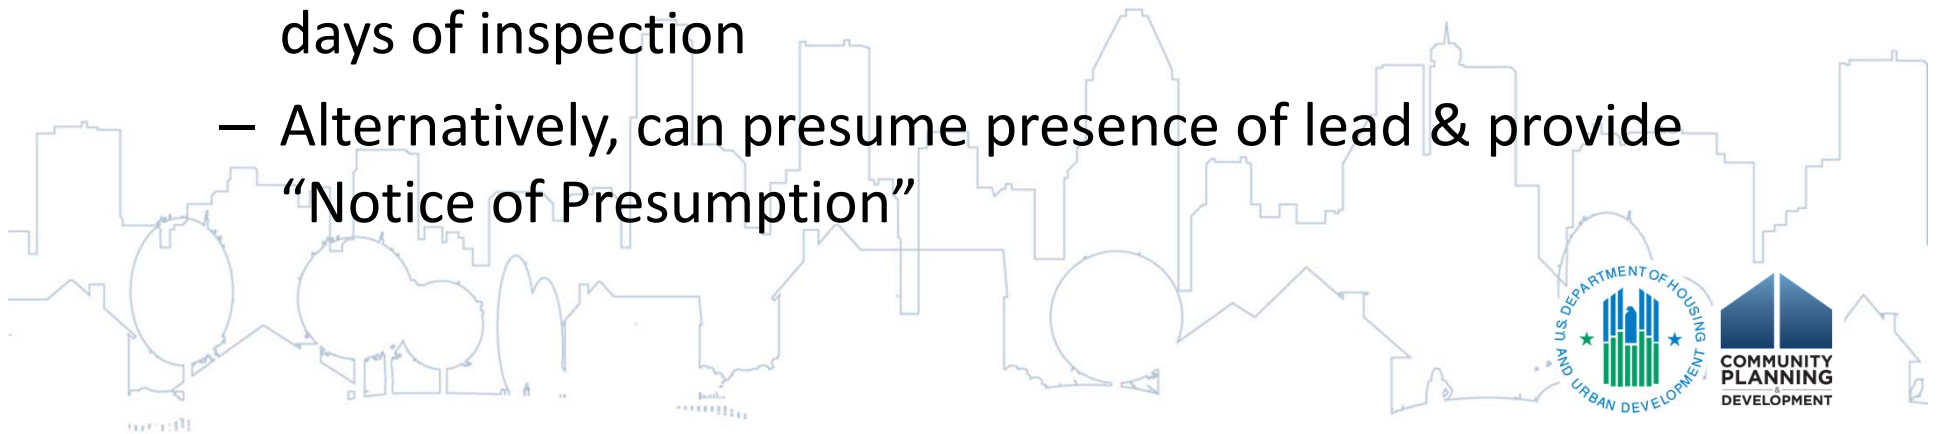 days of inspection
– Alternatively, can presume presence of lead & provide
“Notice of Presumption”
U.S. DEPARTMENT OF HOUSING
AND URBAN DEVELOPMENT
COMMUNITY
PLANNING
&
DEVELOPMENT